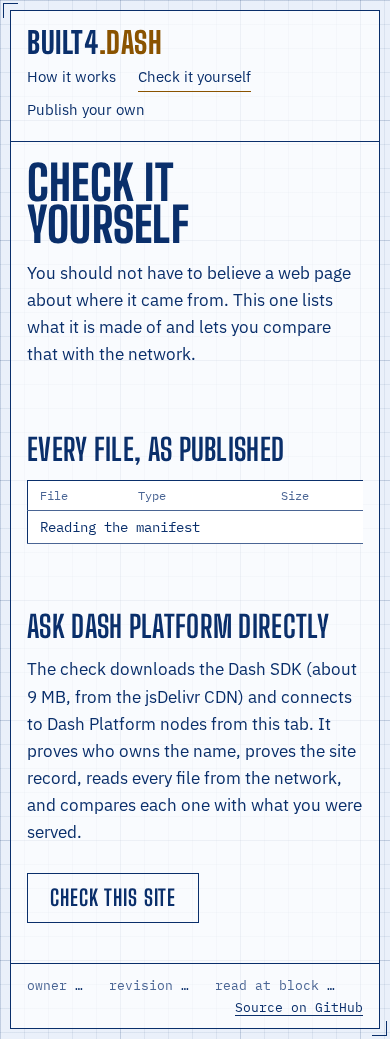 BUILT4.DASH
How it works Check it yourself
Publish your own
CHECK IT
YOURSELF
You should not have to believe a web page
about where it came from. This one lists
what it is made of and lets you compare
that with the network.
EVERY FILE, AS PUBLISHED
File Type Size
Reading the manifest
ASK DASH PLATFORM DIRECTLY
The check downloads the Dash SDK (about
9 MB, from the jsDelivr CDN) and connects
to Dash Platform nodes from this tab. It
proves who owns the name, proves the site
record, reads every file from the network,
and compares each one with what you were
served.
CHECK THIS SITE
owner … revision … read at block …
Source on GitHub